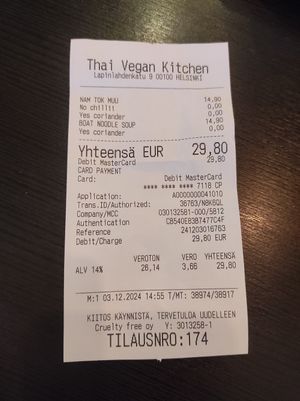 Thai Vegan Kitchen
Lapinlahdenkatu 9 00100 HELSINKI
NAM TOK MUU 14,90
No chilli 0,00
Yes coriander 0,00
BOAT NOODLE SOUP 14,90
Yes coriander 0,00
Yhteensä EUR 29,80
Debit MasterCard 29,80
CARD PAYMENT
Card: Debit MasterCard
**** **** **** 7118 CP
Application: A0000000041010
Trans.ID/Authorized: 36763/N8K6QL
Company/MCC 030132581-000/5812
Authentication CB540E63B7477C4F
Reference 241203016763
Debit/Charge 29,80 EUR
VEROTON VERO YHTEENSÄ
ALV 14% 26,14 3,66 29,80
M:1 03.12.2024 14:55 T/MT: 38974/38917
KIITOS KÄYNNISTÄ, TERVETULOA UUDELLEEN
Cruelty free oy Y: 3013258-1
TILAUSNRO:174